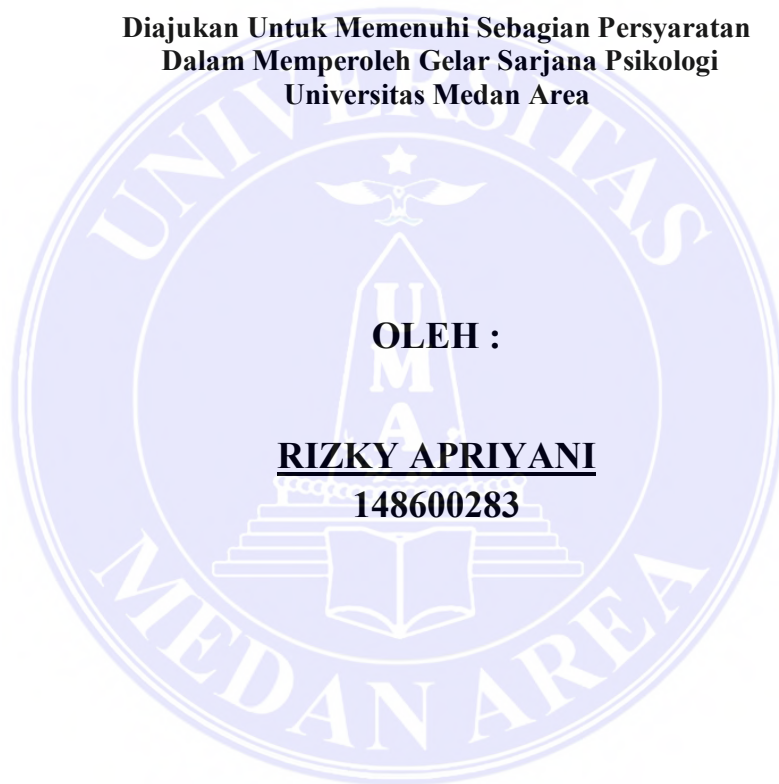 Diajukan Untuk Memenuhi Sebagian Persyaratan
Dalam Memperoleh Gelar Sarjana Psikologi
Universitas Medan Area
UNIVERSITAS
UMA
OLEH :
RIZKY APRIYANI
148600283
MEDAN AREA